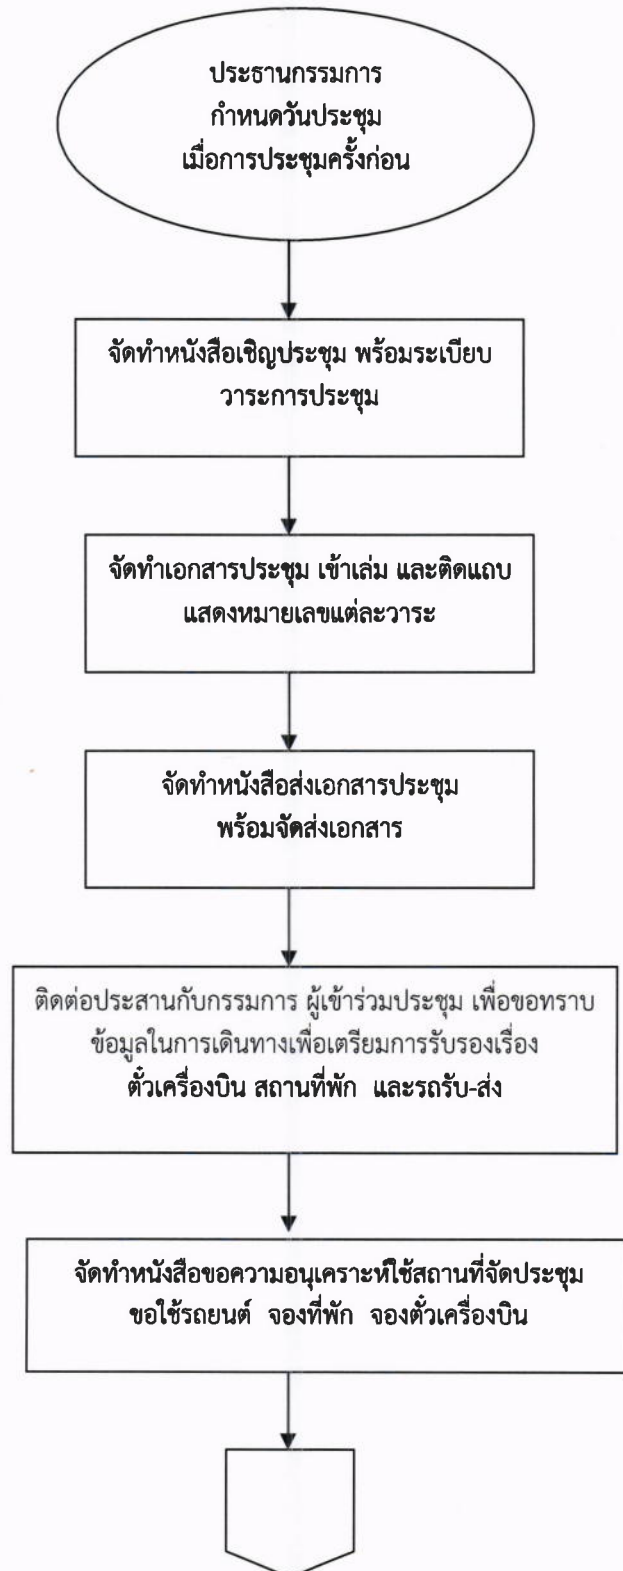 ประธานกรรมการ
กำหนดวันประชุม
เมื่อการประชุมครั้งก่อน
จัดทำหนังสือเชิญประชุม พร้อมระเบียบ
วาระการประชุม
จัดทำเอกสารประชุม เข้าเล่ม และติดแถบ
แสดงหมายเลขแต่ละวาระ
จัดทำหนังสือส่งเอกสารประชุม
พร้อมจัดส่งเอกสาร
ติดต่อประสานกับกรรมการ ผู้เข้าร่วมประชุม เพื่อขอทราบ
ข้อมูลในการเดินทางเพื่อเตรียมการรับรองเรื่อง
ตั๋วเครื่องบิน สถานที่พัก และรถรับ-ส่ง
จัดทำหนังสือขอความอนุเคราะห์ใช้สถานที่จัดประชุม
ขอใช้รถยนต์ จองที่พัก จองตั๋วเครื่องบิน